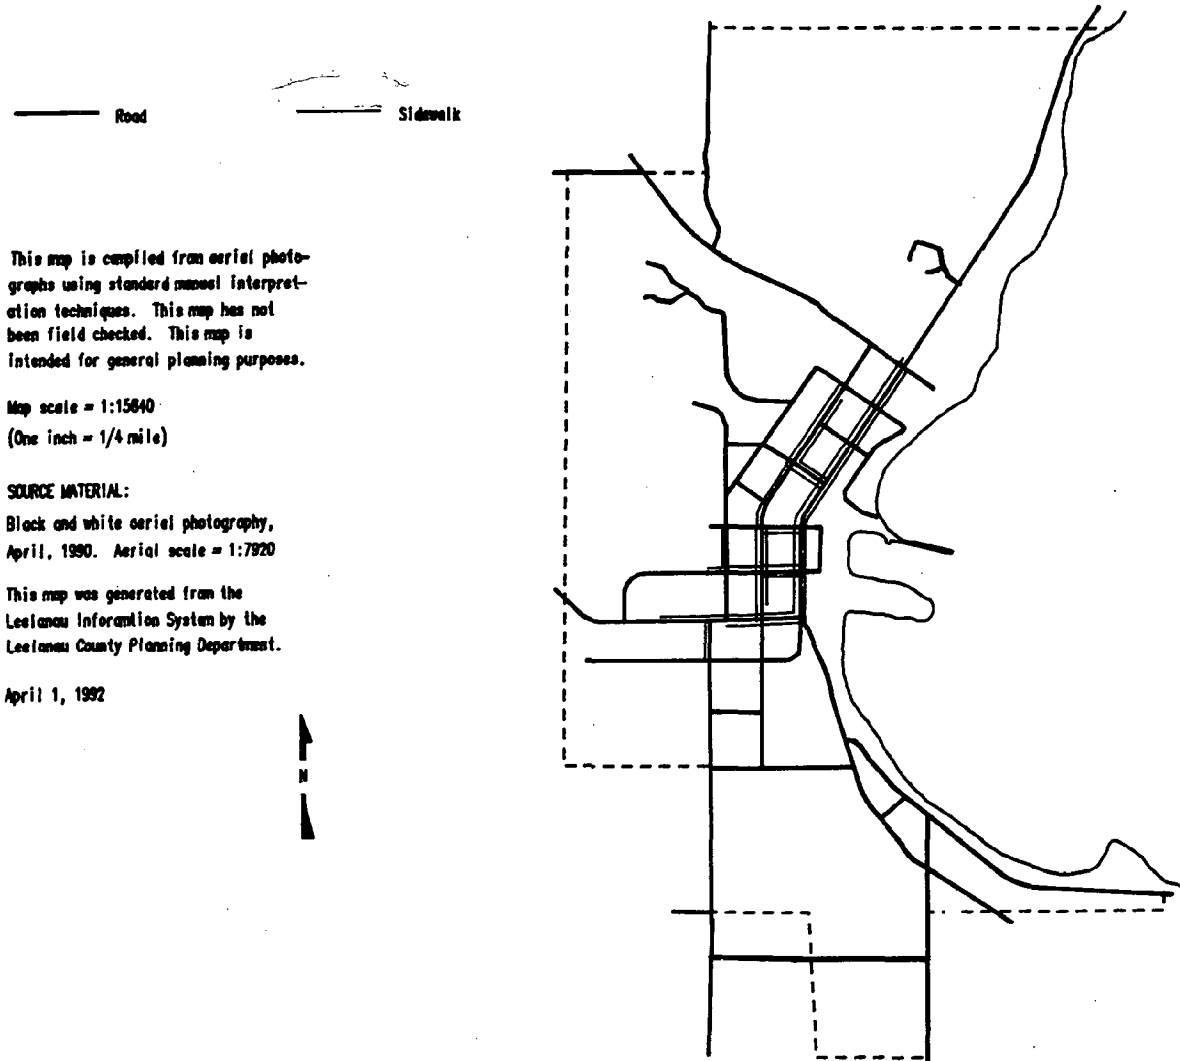 Road
Sidewalk
This map is compiled from aerial photo-
graphs using standard manual interpret-
ation techniques. This map has not
been field checked. This map is
intended for general planning purposes.
Map scale = 1:15840
(One inch = 1/4 mile)
SOURCE MATERIAL:
Black and white aerial photography,
April, 1990. Aerial scale = 1:7920
This map was generated from the
Leelanau Inforamtion System by the
Leelanau County Planning Department.
April 1, 1992
N